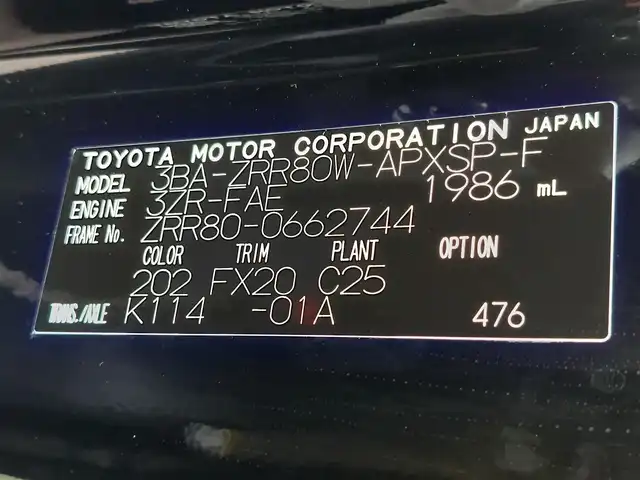 TOYOTA MOTOR CORPORATION JAPAN
MODEL 3BA-ZRR80W-APXSP-F
ENGINE 3ZR-FAE 1986 mL
FRAME No. ZRR80-0662744
COLOR TRIM PLANT OPTION
202 FX20 C25
TRANS./AXLE K114 -01A 476